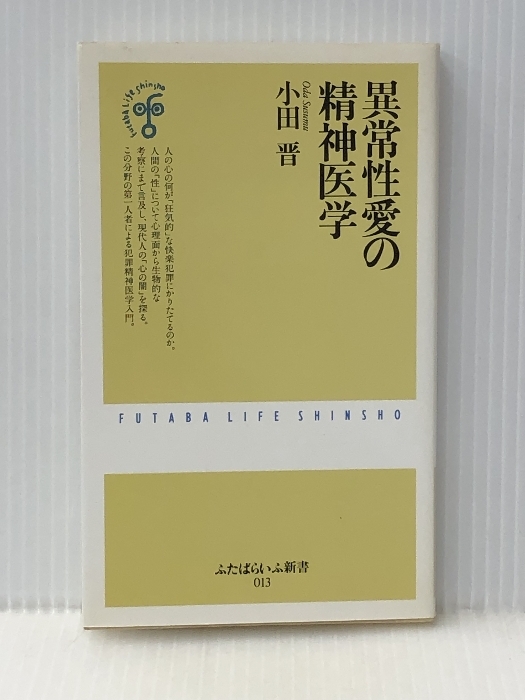 異常性愛の
精神医学
Oda Susumu
小田 晋
futaba Life Shinsho
人の心の何が「狂気的」な快楽犯罪にかりたてるのか。
人間の「性」について心理面から生物的な
考察にまで言及し、現代人の「心の闇」を探る。
この分野の第一人者による犯罪精神医学入門。
FUTABA LIFE SHINSHO
ふたばらいふ新書
013